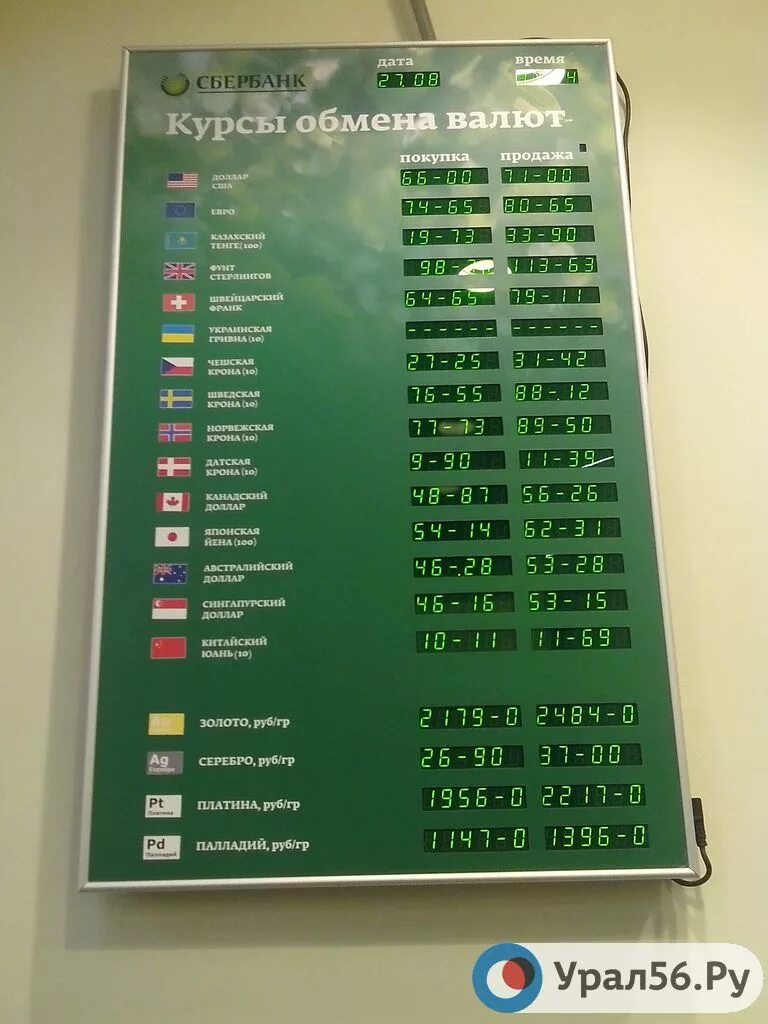 дата время
СБЕРБАНК 27.08 4
Курсы обмена валют
покупка продажа
ДОЛЛАР 66-00 71-00
США
ЕВРО 74-65 80-65
КАЗАХСКИЙ 19-73 33-90
ТЕНГЕ(100)
ФУНТ 98- 113-63
СТЕРЛИНГОВ
ШВЕЙЦАРСКИЙ 64-65 79-11
ФРАНК
УКРАИНСКАЯ ------ ------
ГРИВНА (10)
ЧЕШСКАЯ 27-25 31-42
КРОНА (10)
ШВЕДСКАЯ 76-55 88-.12
КРОНА (10)
НОРВЕЖСКАЯ 77-73 89-50
КРОНА (10)
ДАТСКАЯ 9-90 11-39
КРОНА (10)
КАНАДСКИЙ 48-87 56-26
ДОЛЛАР
ЯПОНСКАЯ 54-14 62-31
ЙЕНА (100)
АВСТРАЛИЙСКИЙ 46-.28 53-28
ДОЛЛАР
СИНГАПУРСКИЙ 46-16 53-15
ДОЛЛАР
КИТАЙСКИЙ 10-11 11-69
ЮАНЬ (10)
Au ЗОЛОТО, руб/гр 2179-0 2484-0
Ag СЕРЕБРО, руб/гр 26-90 37-00
Серебро
Pt ПЛАТИНА, руб/гр 1956-0 2217-0
Платина
Pd ПАЛЛАДИЙ, руб/гр 1147-0 1396-0
Палладий
Урал56.Ру